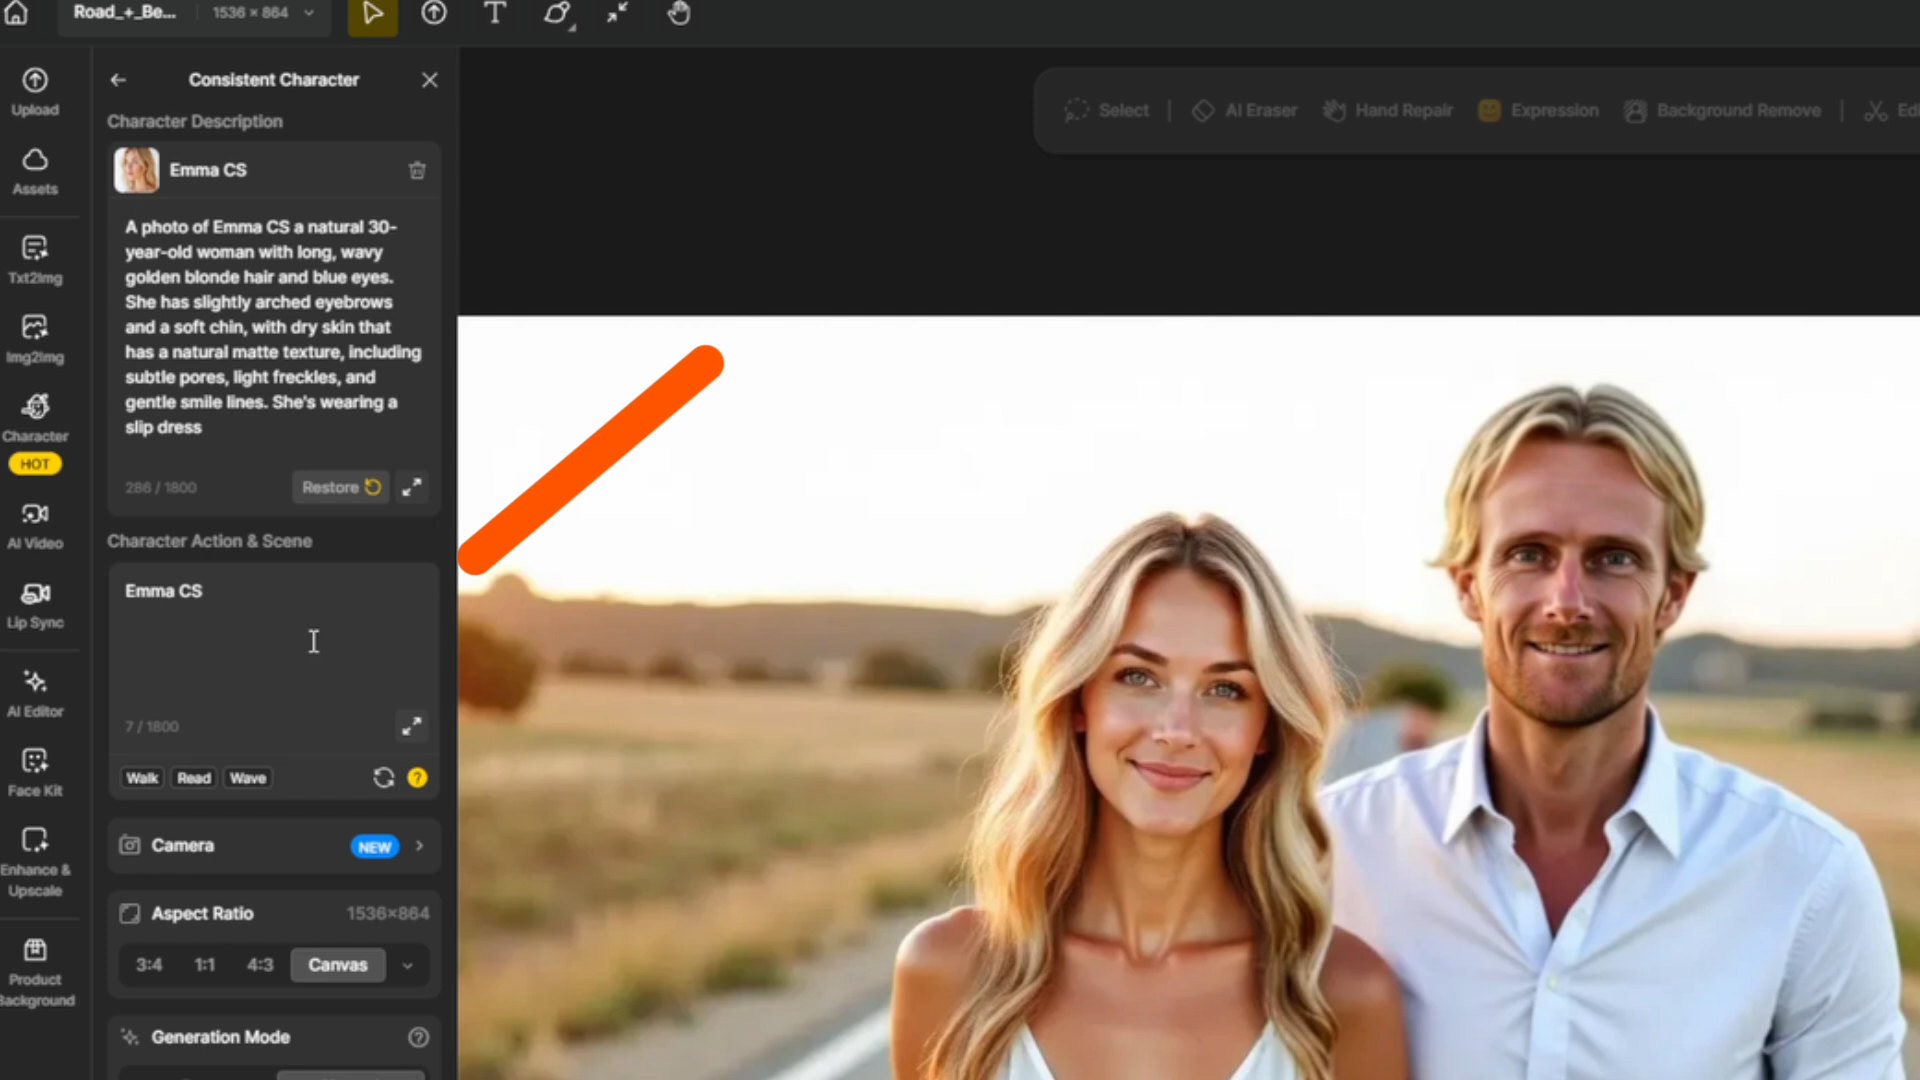 Road_+_Be...
1536 × 864
Upload
Assets
Txt2Img
Img2Img
Character
HOT
AI Video
Lip Sync
AI Editor
Face Kit
Enhance &
Upscale
Product
Background
Consistent Character
Character Description
Emma CS
A photo of Emma CS a natural 30-
year-old woman with long, wavy
golden blonde hair and blue eyes.
She has slightly arched eyebrows
and a soft chin, with dry skin that
has a natural matte texture, including
subtle pores, light freckles, and
gentle smile lines. She's wearing a
slip dress
286 / 1800
Restore
Character Action & Scene
Emma CS
7 / 1800
Walk Read Wave
Camera NEW
Aspect Ratio 1536×864
3:4 1:1 4:3 Canvas
Generation Mode
Select AI Eraser Hand Repair Expression Background Remove